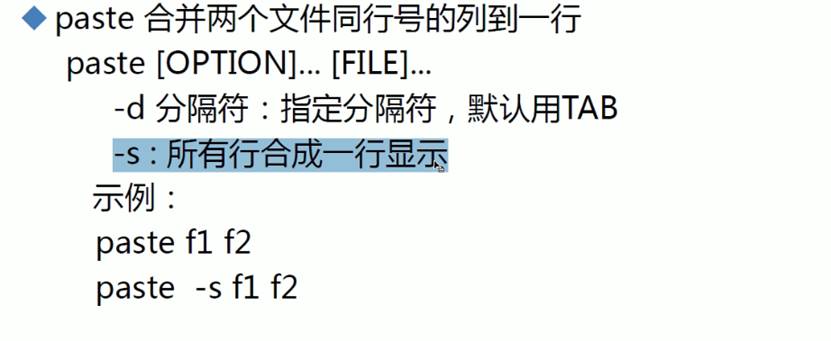 paste 合并两个文件同行号的列到一行
paste [OPTION]... [FILE]...
-d 分隔符：指定分隔符，默认用TAB
-s : 所有行合成一行显示
示例：
paste f1 f2
paste -s f1 f2